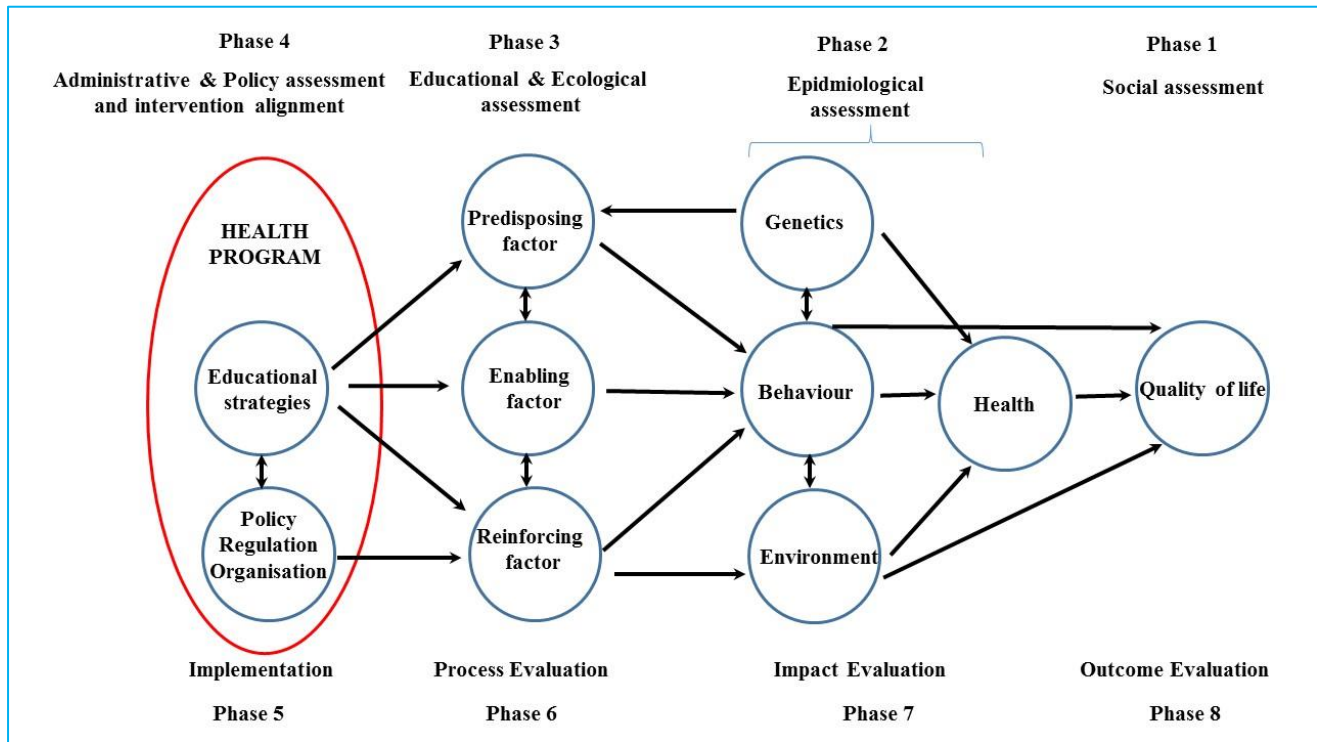 Phase 4
Phase 3
Phase 2
Phase 1
Administrative & Policy assessment
and intervention alignment
Educational & Ecological
assessment
Epidmiological
assessment
Social assessment
HEALTH
PROGRAM
Predisposing
factor
Genetics
Educational
strategies
Enabling
factor
Behaviour
Health
Quality of life
Policy
Regulation
Organisation
Reinforcing
factor
Environment
Implementation
Process Evaluation
Impact Evaluation
Outcome Evaluation
Phase 5
Phase 6
Phase 7
Phase 8